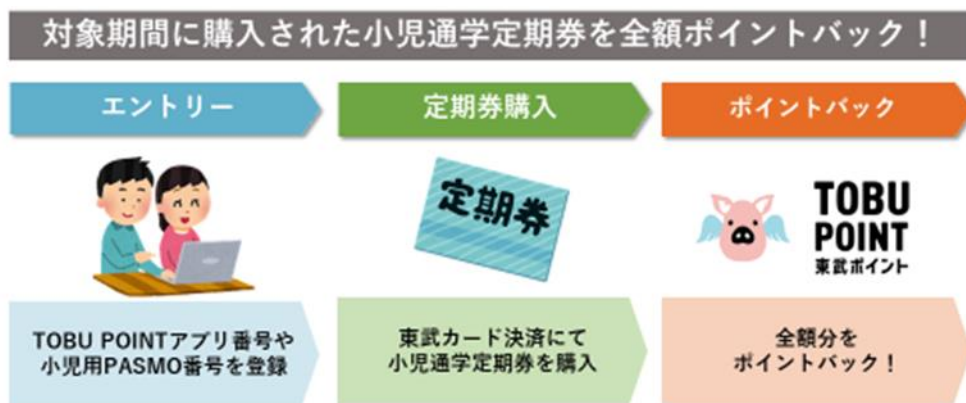 対象期間に購入された小児通学定期券を全額ポイントバック！
エントリー
定期券購入
ポイントバック
定期券
TOBU
POINT
東武ポイント
TOBU POINTアプリ番号や
小児用PASMO番号を登録
東武カード決済にて
小児通学定期券を購入
全額分を
ポイントバック！